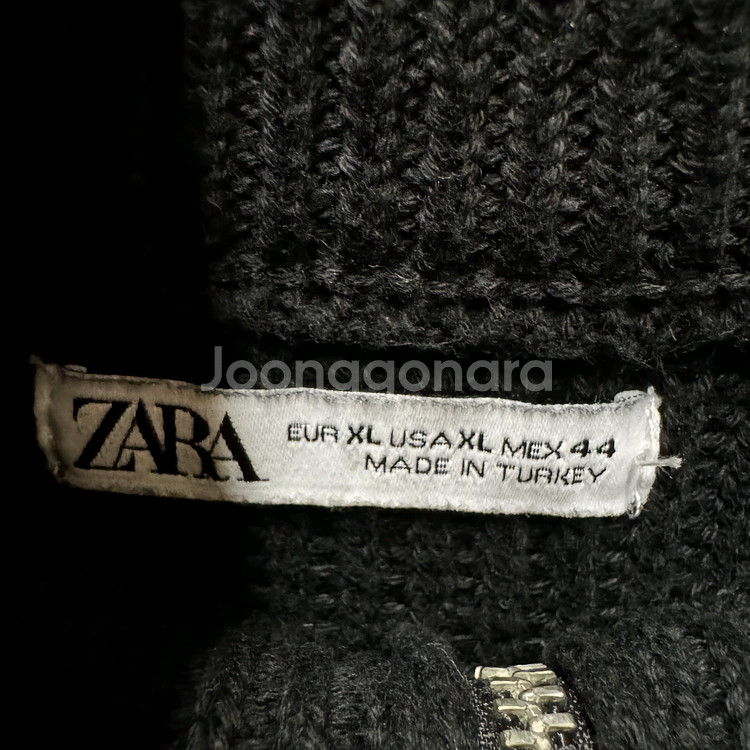 Joonggonara
ZARA
EUR XL USA XL MEX 44
MADE IN TURKEY